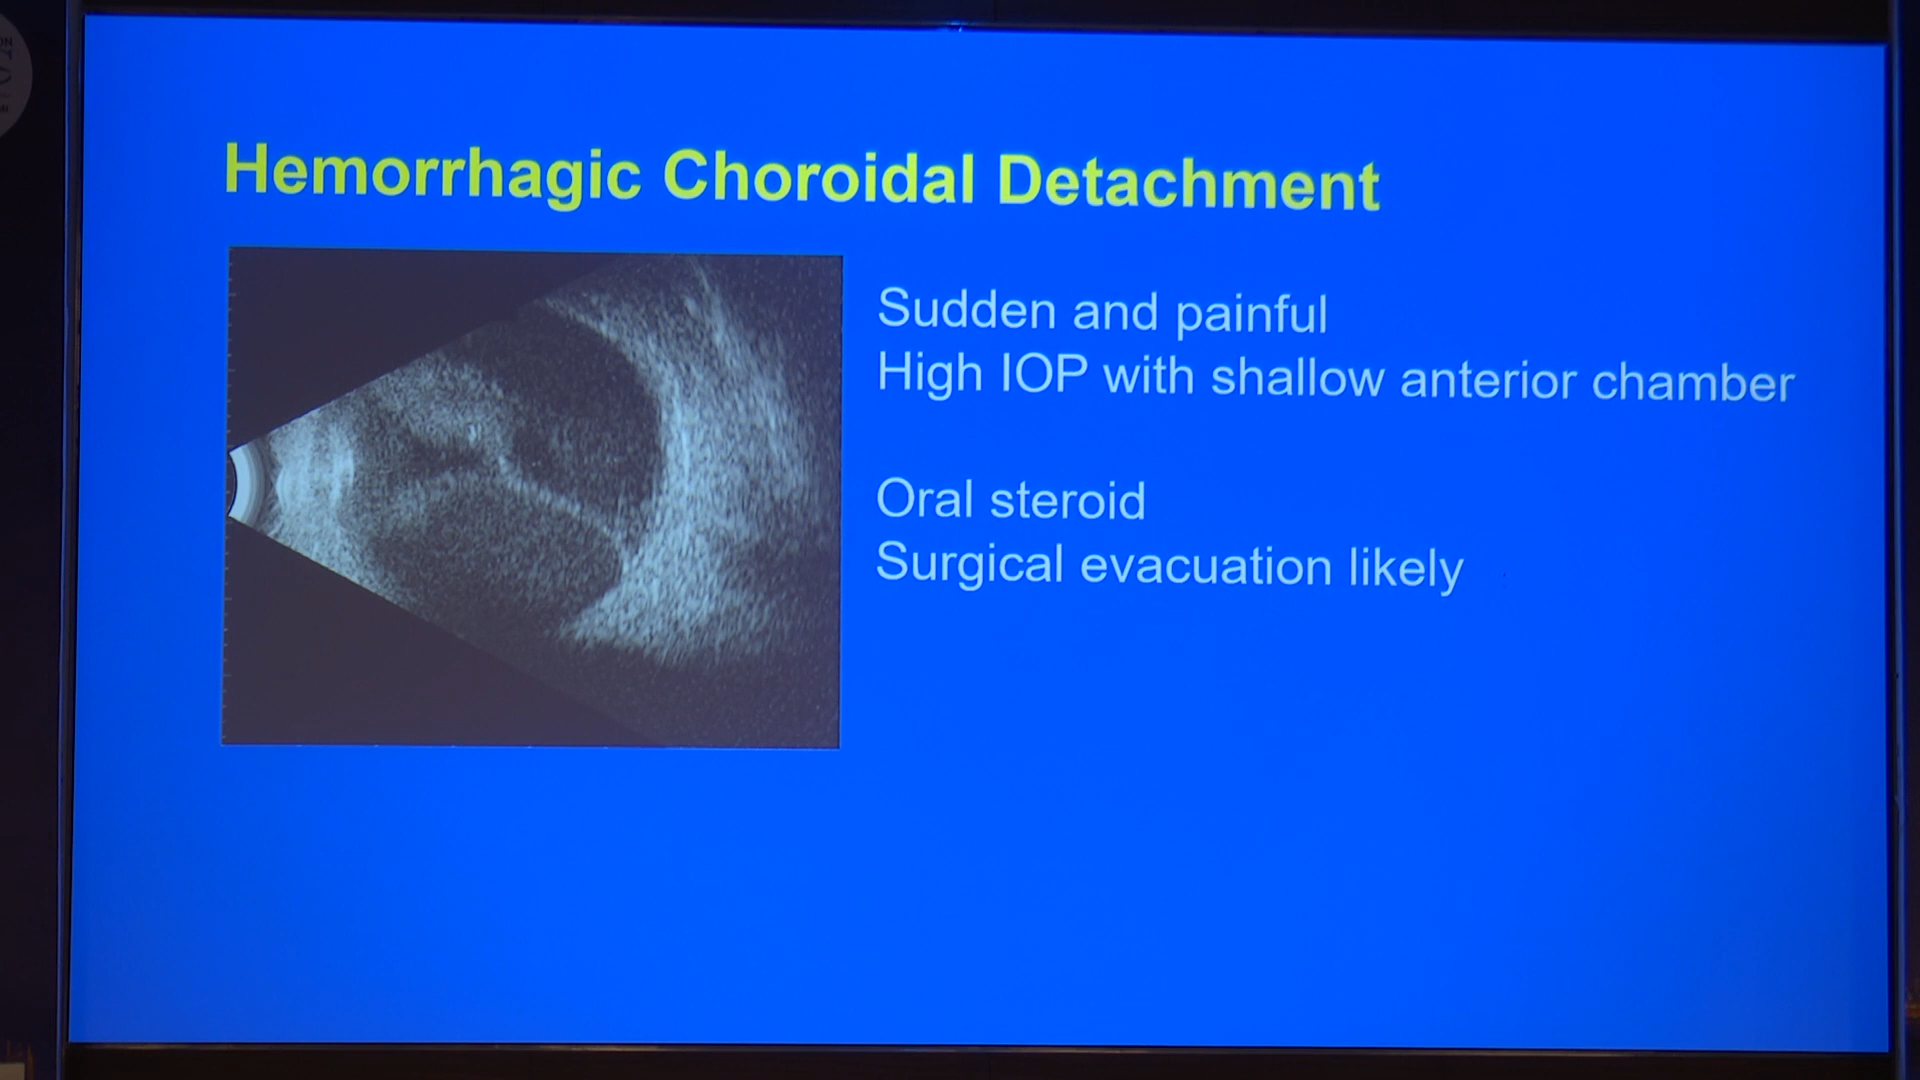 Hemorrhagic Choroidal Detachment
Sudden and painful
High IOP with shallow anterior chamber
Oral steroid
Surgical evacuation likely